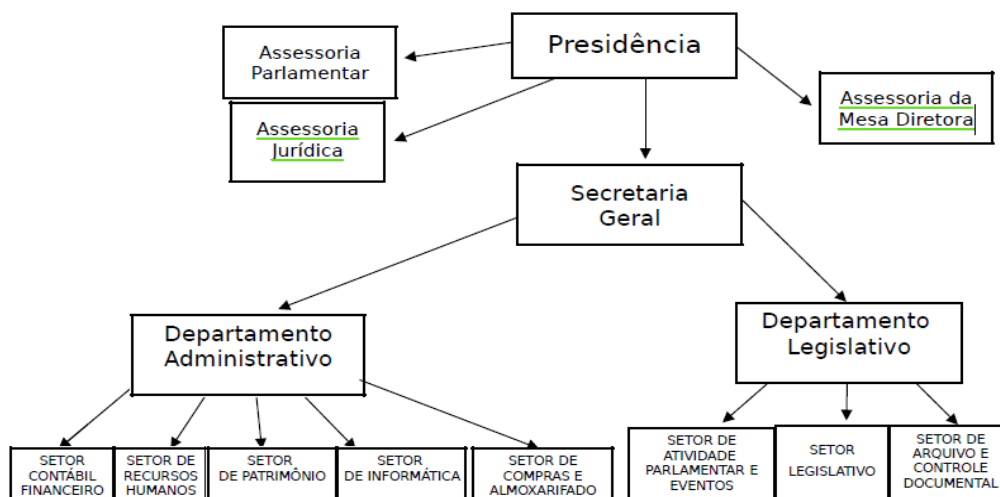 Presidência
Assessoria
Parlamentar
Assessoria
Jurídica
Assessoria da
Mesa Diretora
Secretaria
Geral
Departamento
Administrativo
Departamento
Legislativo
SETOR
CONTÁBIL
FINANCEIRO
SETOR DE
RECURSOS
HUMANOS
SETOR
DE PATRIMÔNIO
SETOR
DE INFORMÁTICA
SETOR DE
COMPRAS E
ALMOXARIFADO
SETOR DE
ATIVIDADE
PARLAMENTAR E
EVENTOS
SETOR
LEGISLATIVO
SETOR DE
ARQUIVO E
CONTROLE
DOCUMENTAL